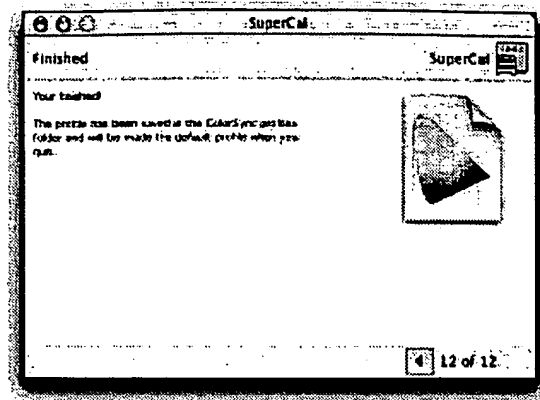 SuperCal
Finished SuperCal
Your finished!
The profile has been saved in the ColorSync profiles
folder and will be made the default profile when you
quit.
12 of 12